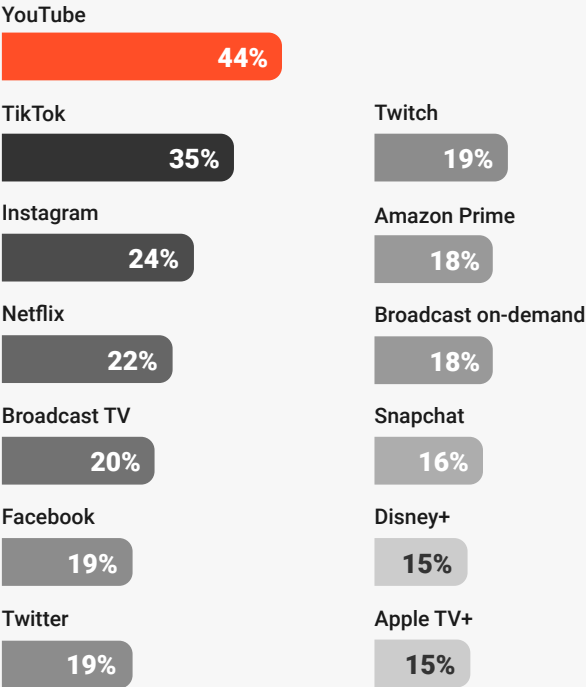 YouTube
44%
TikTok
35%
Instagram
24%
Netflix
22%
Broadcast TV
20%
Facebook
19%
Twitter
19%
Twitch
19%
Amazon Prime
18%
Broadcast on-demand
18%
Snapchat
16%
Disney+
15%
Apple TV+
15%